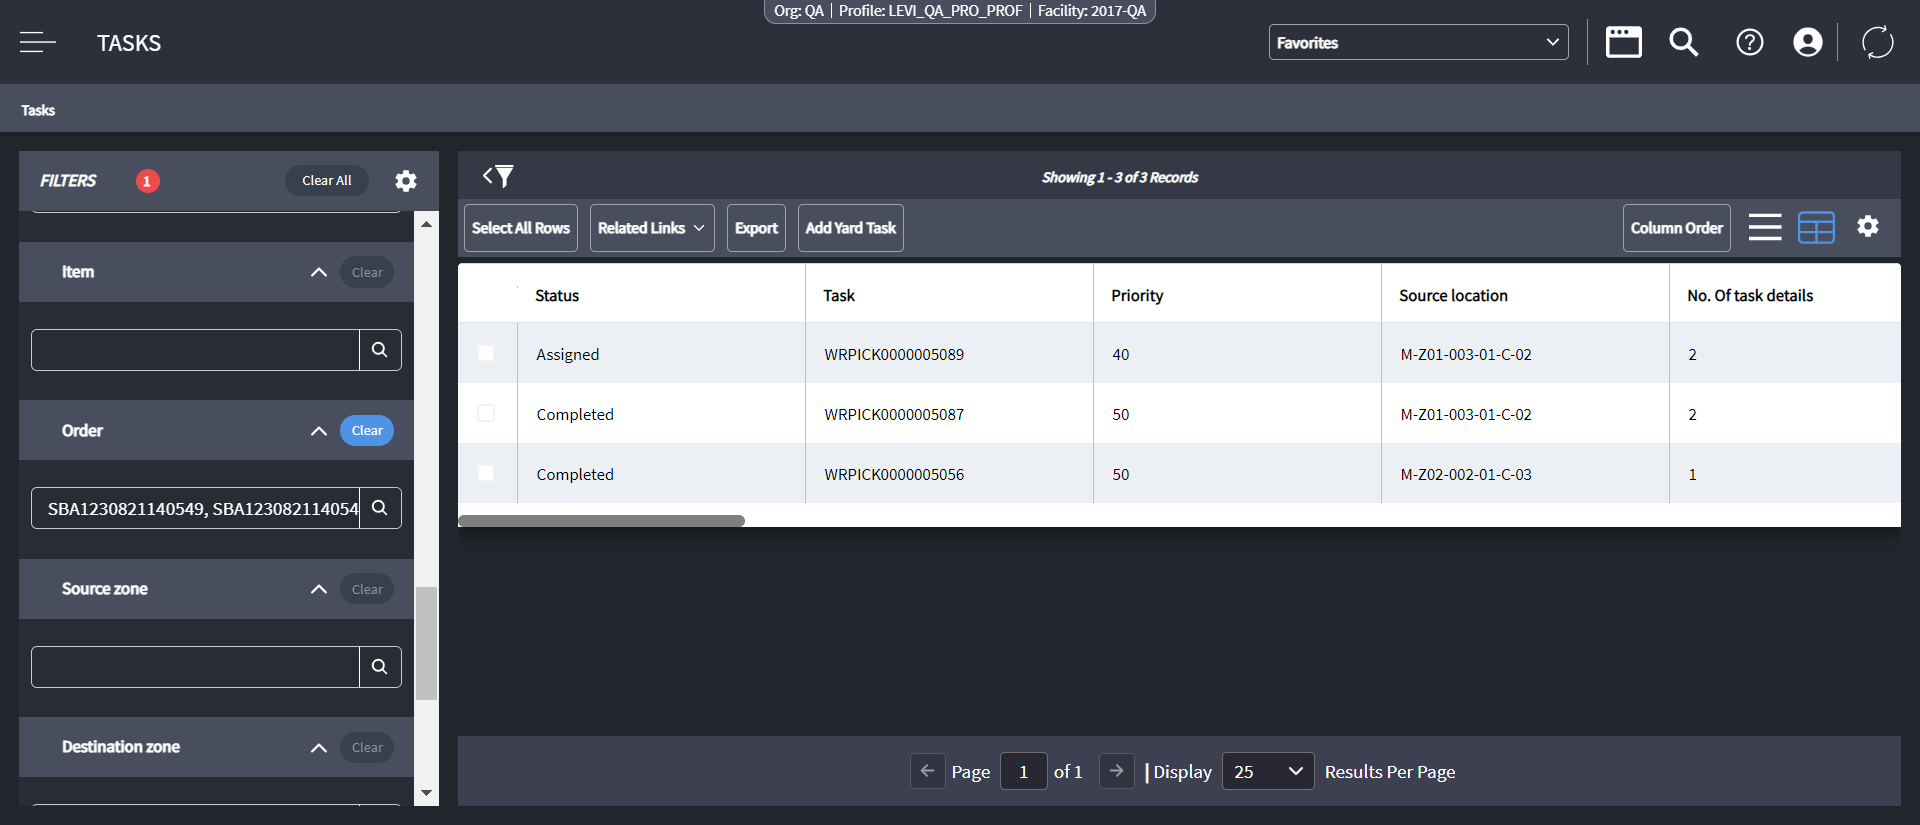 Org: QA | Profile: LEVI_QA_PRO_PROF | Facility: 2017-QA
TASKS
Favorites
Tasks
FILTERS 1 Clear All
Showing 1 - 3 of 3 Records
Select All Rows Related Links Export Add Yard Task Column Order
Item Clear
Order Clear
SBA1230821140549, SBA123082114054
Source zone Clear
Destination zone Clear
Status Task Priority Source location No. Of task details
Assigned WRPICK0000005089 40 M-Z01-003-01-C-02 2
Completed WRPICK0000005087 50 M-Z01-003-01-C-02 2
Completed WRPICK0000005056 50 M-Z02-002-01-C-03 1
Page 1 of 1 | Display 25 Results Per Page